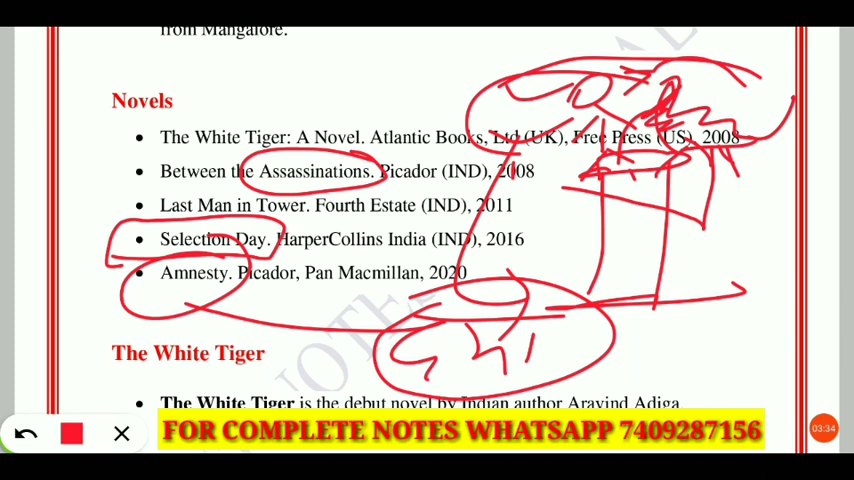 from Mangalore.
Novels
• The White Tiger: A Novel. Atlantic Books, Ltd (UK), Free Press (US), 2008
• Between the Assassinations. Picador (IND), 2008
• Last Man in Tower. Fourth Estate (IND), 2011
• Selection Day. HarperCollins India (IND), 2016
• Amnesty. Picador, Pan Macmillan, 2020
The White Tiger
• The White Tiger is the debut novel by Indian author Aravind Adiga
FOR COMPLETE NOTES WHATSAPP 7409287156
03:34